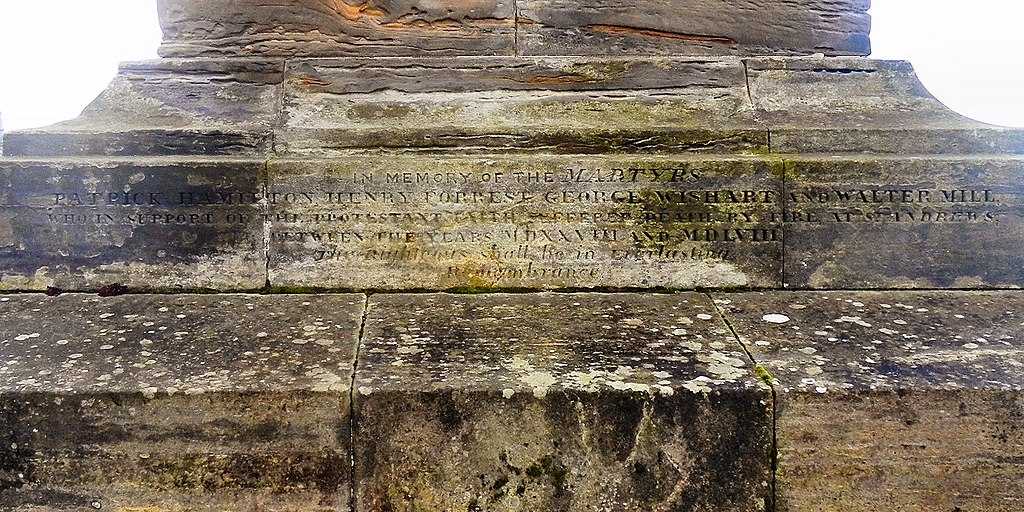 IN MEMORY OF THE MARTYRS
PATRICK HAMILTON HENRY FORREST GEORGE WISHART AND WALTER MILL,
WHO IN SUPPORT OF THE PROTESTANT FAITH SUFFERED DEATH BY FIRE AT ST ANDREWS,
BETWEEN THE YEARS MDXXVIII AND MDLVIII
The Righteous shall be in Everlasting
Remembrance